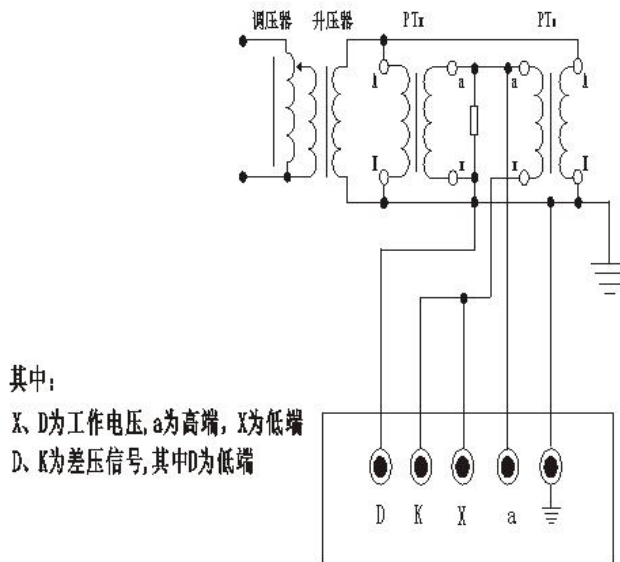 调压器 升压器 PTx PT₀
A a a A
X x x X
其中:
X、D为工作电压,a为高端，X为低端
D、K为差压信号,其中D为低端
D K X a